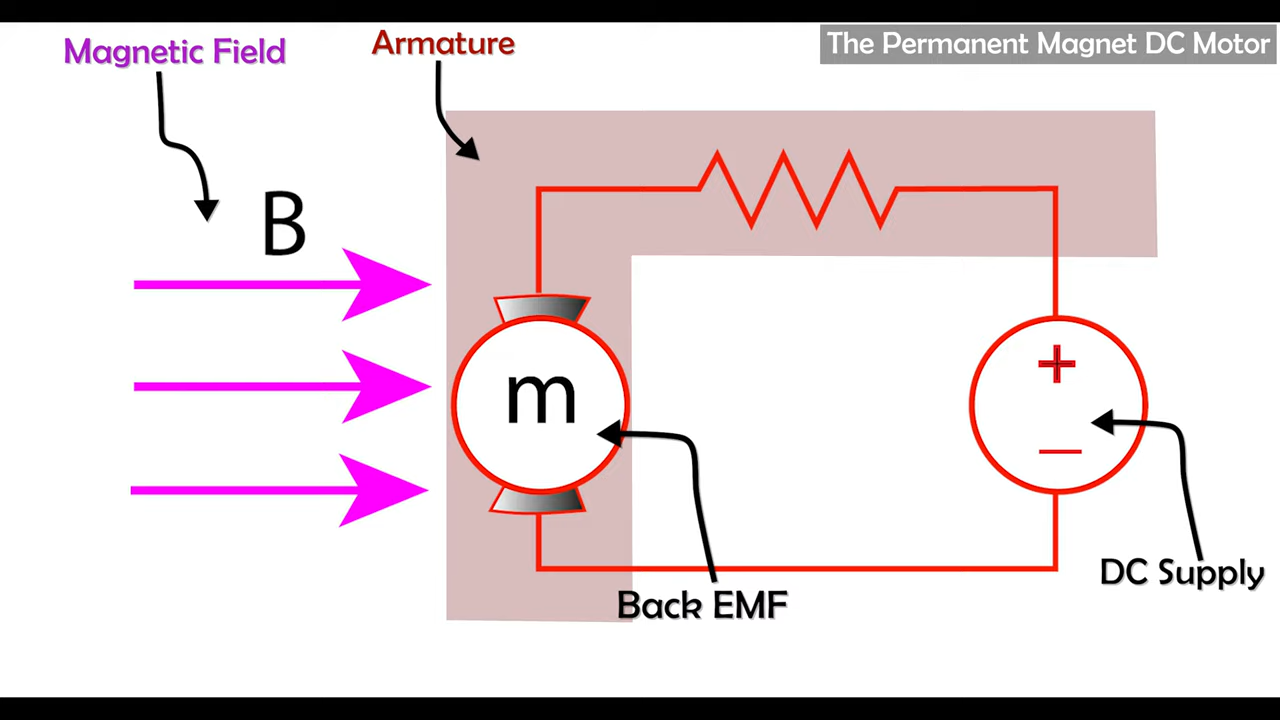 Magnetic Field
Armature
The Permanent Magnet DC Motor
B
m
+
−
DC Supply
Back EMF